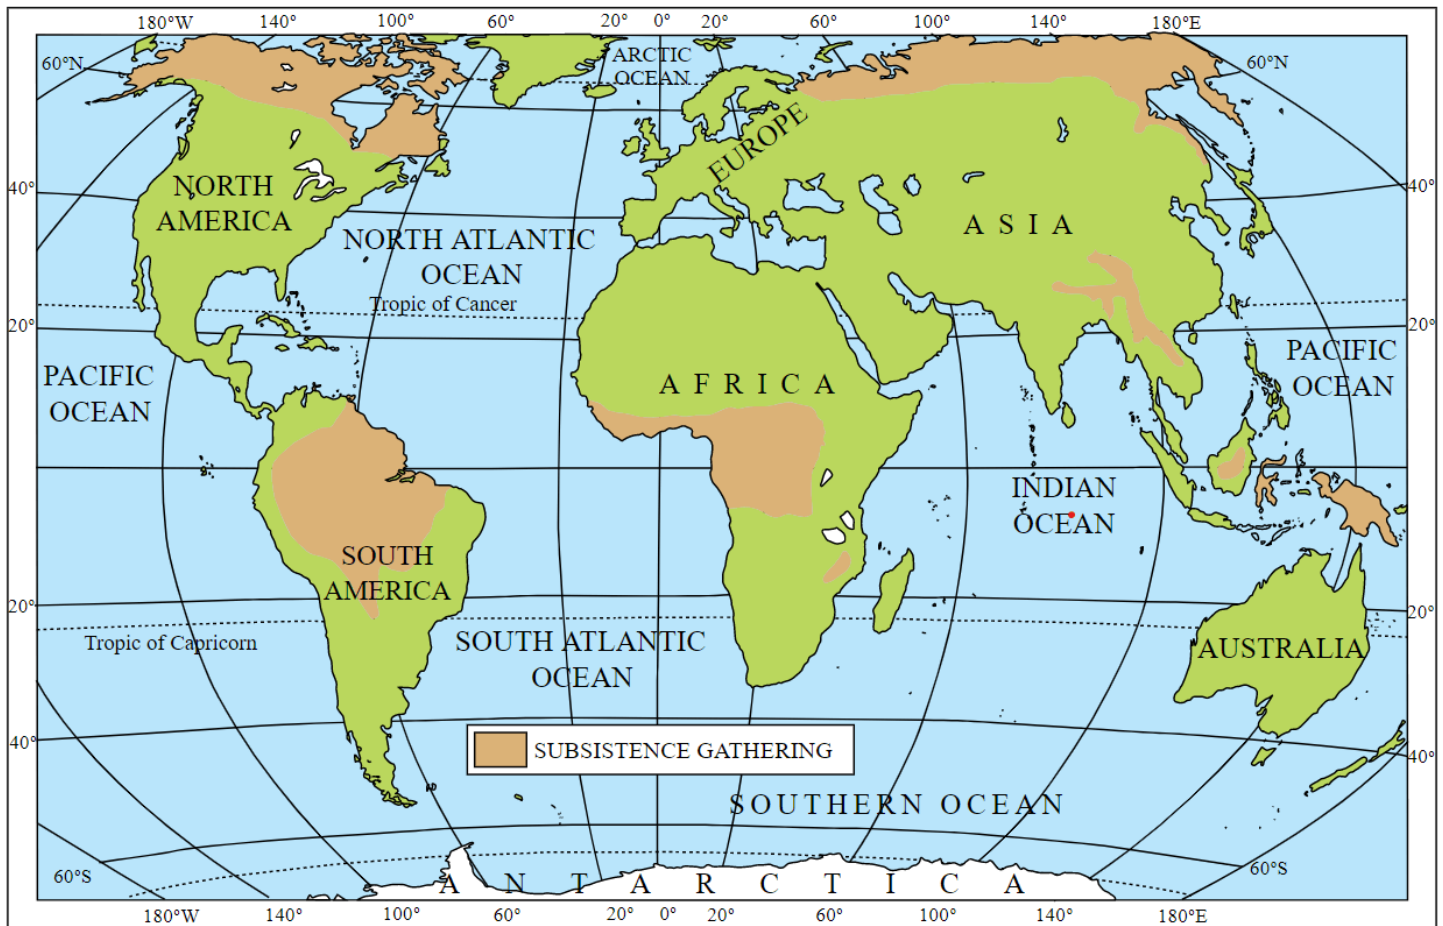 180°W 140° 100° 60° 20° 0° 20° 60° 100° 140° 180°E
ARCTIC
OCEAN
60°N 60°N
EUROPE
40° 40°
NORTH
AMERICA
ASIA
NORTH ATLANTIC
OCEAN
Tropic of Cancer
20° 20°
PACIFIC
OCEAN
AFRICA
PACIFIC
OCEAN
INDIAN
OCEAN
SOUTH
AMERICA
20° 20°
Tropic of Capricorn
SOUTH ATLANTIC
OCEAN
AUSTRALIA
40° 40°
SUBSISTENCE GATHERING
SOUTHERN OCEAN
60°S 60°S
ANTARCTICA
180°W 140° 100° 60° 20° 0° 20° 60° 100° 140° 180°E